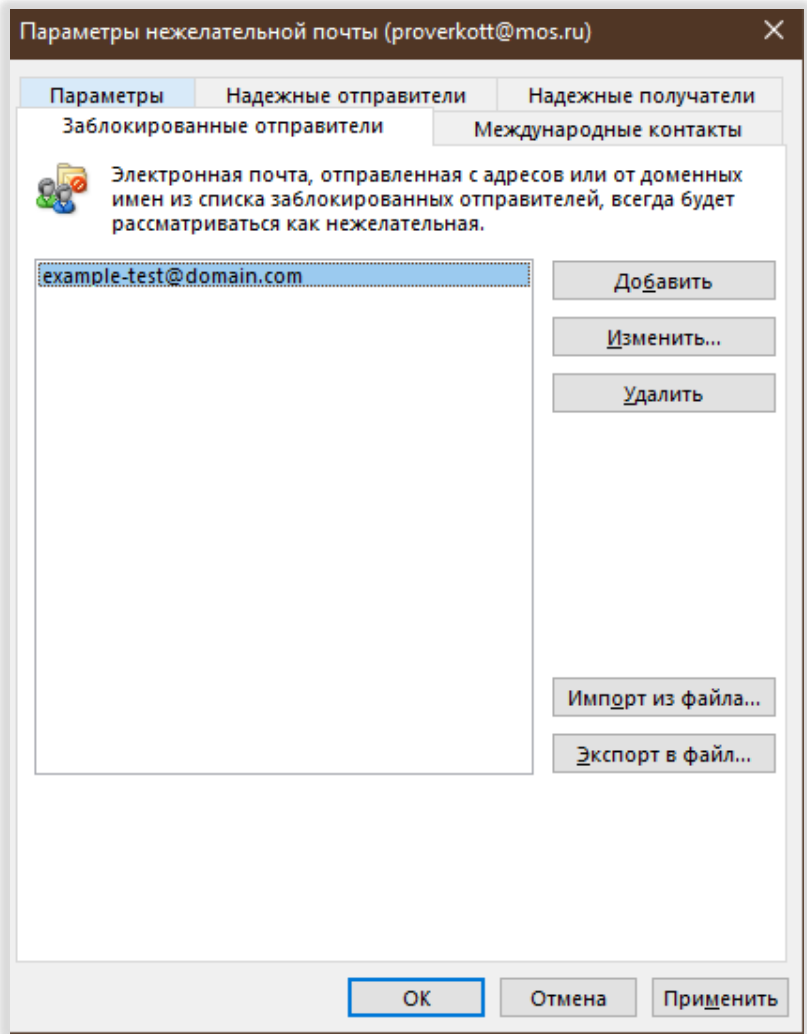 Параметры нежелательной почты (proverkott@mos.ru)
Параметры
Надежные отправители
Надежные получатели
Заблокированные отправители
Международные контакты
Электронная почта, отправленная с адресов или от доменных
имен из списка заблокированных отправителей, всегда будет
рассматриваться как нежелательная.
example-test@domain.com
Добавить
Изменить...
Удалить
Импорт из файла...
Экспорт в файл...
ОК
Отмена
Применить